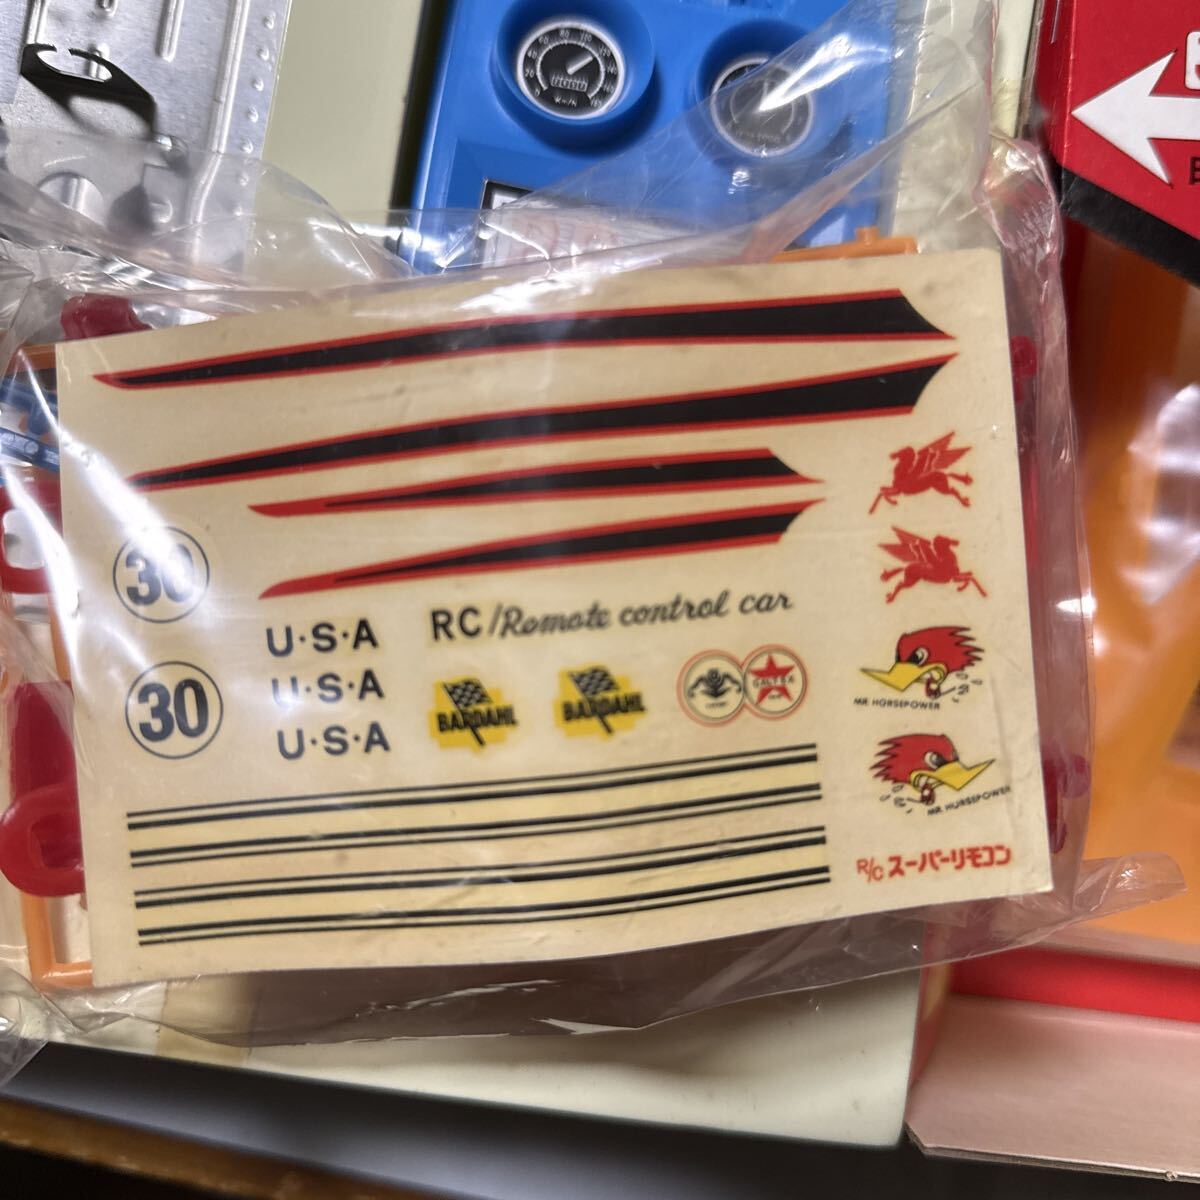 30
U·S·A
RC/Remote control car
30
U·S·A
BARDAHL
BARDAHL
U·S·A
MR. HORSEPOWER
MR. HORSEPOWER
R/C スーパーリモコン